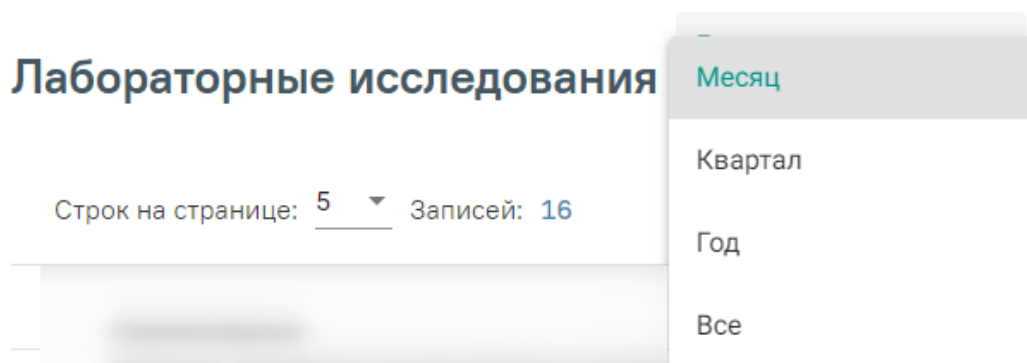 Лабораторные исследования
Месяц
Квартал
Год
Все
Строк на странице: 5 Записей: 16